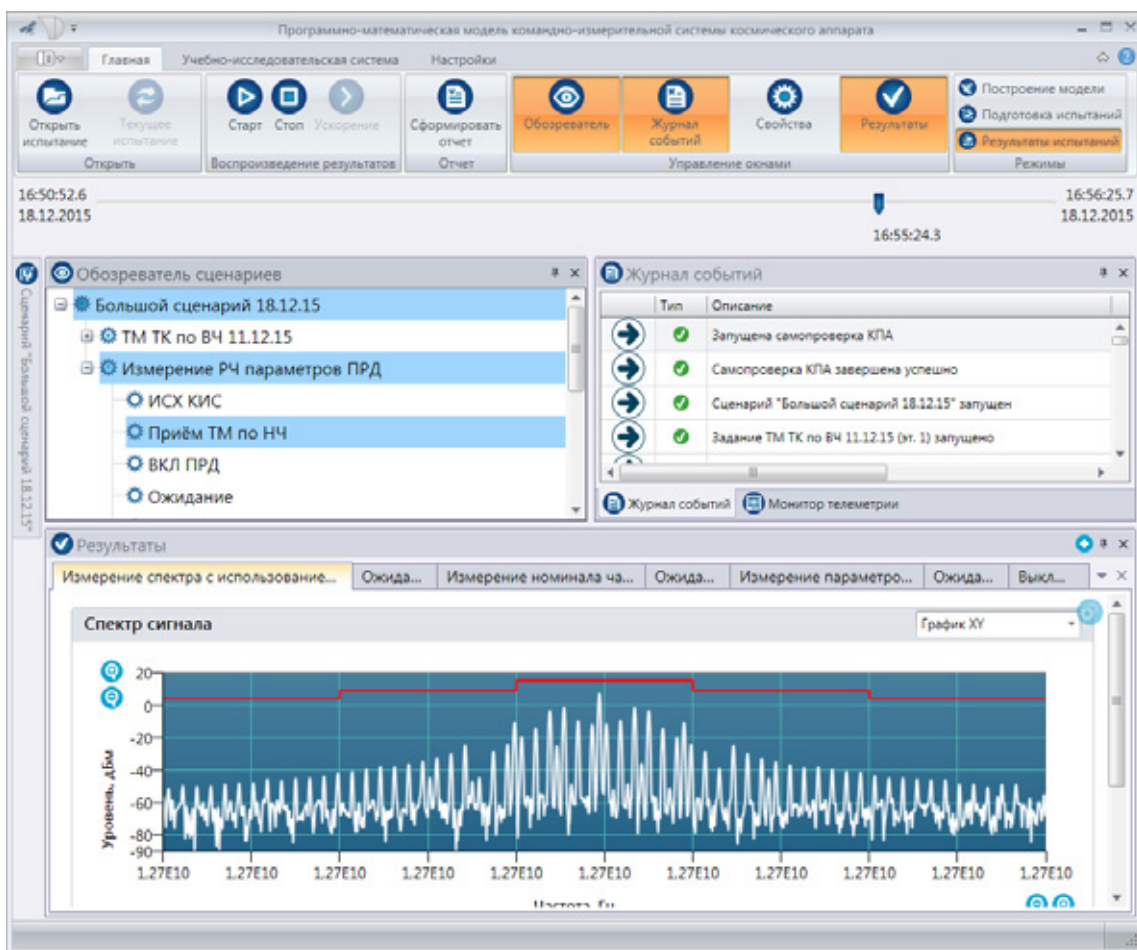 Программно-математическая модель командно-измерительной системы космического аппарата
Главная Учебно-исследовательская система Настройки
Открыть испытание
Текущее испытание
Открыть
Старт Стоп Ускорение
Воспроизведение результатов
Сформировать отчет
Отчет
Обозреватель
Журнал событий
Свойства
Результаты
Управление окнами
Построение модели
Подготовка испытаний
Результаты испытаний
Режимы
16:50:52.6
18.12.2015
16:55:24.3
16:56:25.7
18.12.2015
Сценарий "Большой сценарий 18.12.15"
Обозреватель сценариев
Большой сценарий 18.12.15
ТМ ТК по ВЧ 11.12.15
Измерение РЧ параметров ПРД
ИСХ КИС
Приём ТМ по НЧ
ВКЛ ПРД
Ожидание
Журнал событий
Тип Описание
Запущена самопроверка КПА
Самопроверка КПА завершена успешно
Сценарий "Большой сценарий 18.12.15" запущен
Задание ТМ ТК по ВЧ 11.12.15 (эт. 1) запущено
Журнал событий Монитор телеметрии
Результаты
Измерение спектра с использование... Ожида... Измерение номинала ча... Ожида... Измерение параметро... Ожида... Выкл...
Спектр сигнала
График XY
Уровень, дБм
20
0
-20
-40
-60
-80
-90
1,27E10 1,27E10 1,27E10 1,27E10 1,27E10 1,27E10 1,27E10 1,27E10 1,27E10 1,27E10 1,27E10
Частота, Гц